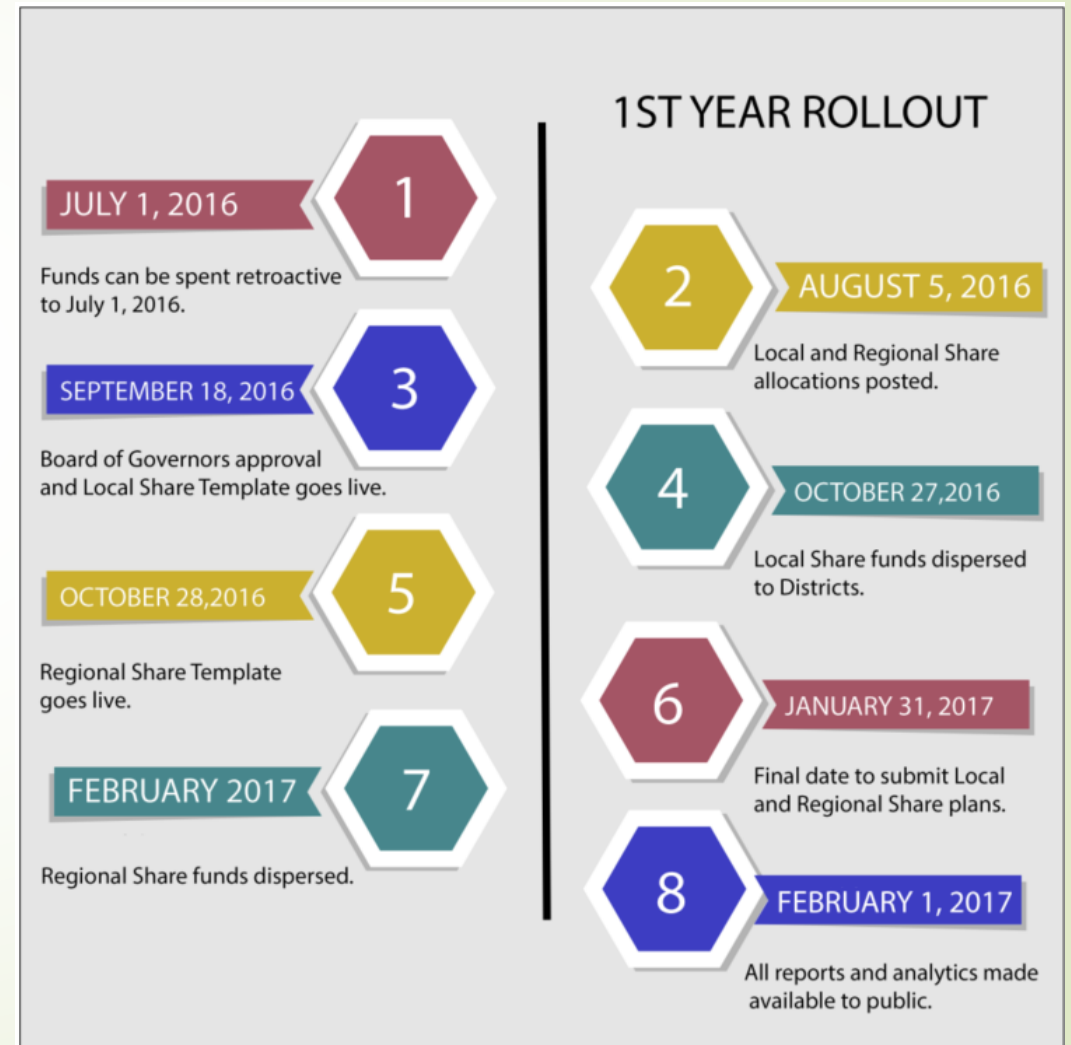 1ST YEAR ROLLOUT
1
JULY 1, 2016
Funds can be spent retroactive
to July 1, 2016.
2
AUGUST 5, 2016
Local and Regional Share
allocations posted.
3
SEPTEMBER 18, 2016
Board of Governors approval
and Local Share Template goes live.
4
OCTOBER 27,2016
Local Share funds dispersed
to Districts.
5
OCTOBER 28,2016
Regional Share Template
goes live.
6
JANUARY 31, 2017
Final date to submit Local
and Regional Share plans.
7
FEBRUARY 2017
Regional Share funds dispersed.
8
FEBRUARY 1, 2017
All reports and analytics made
available to public.